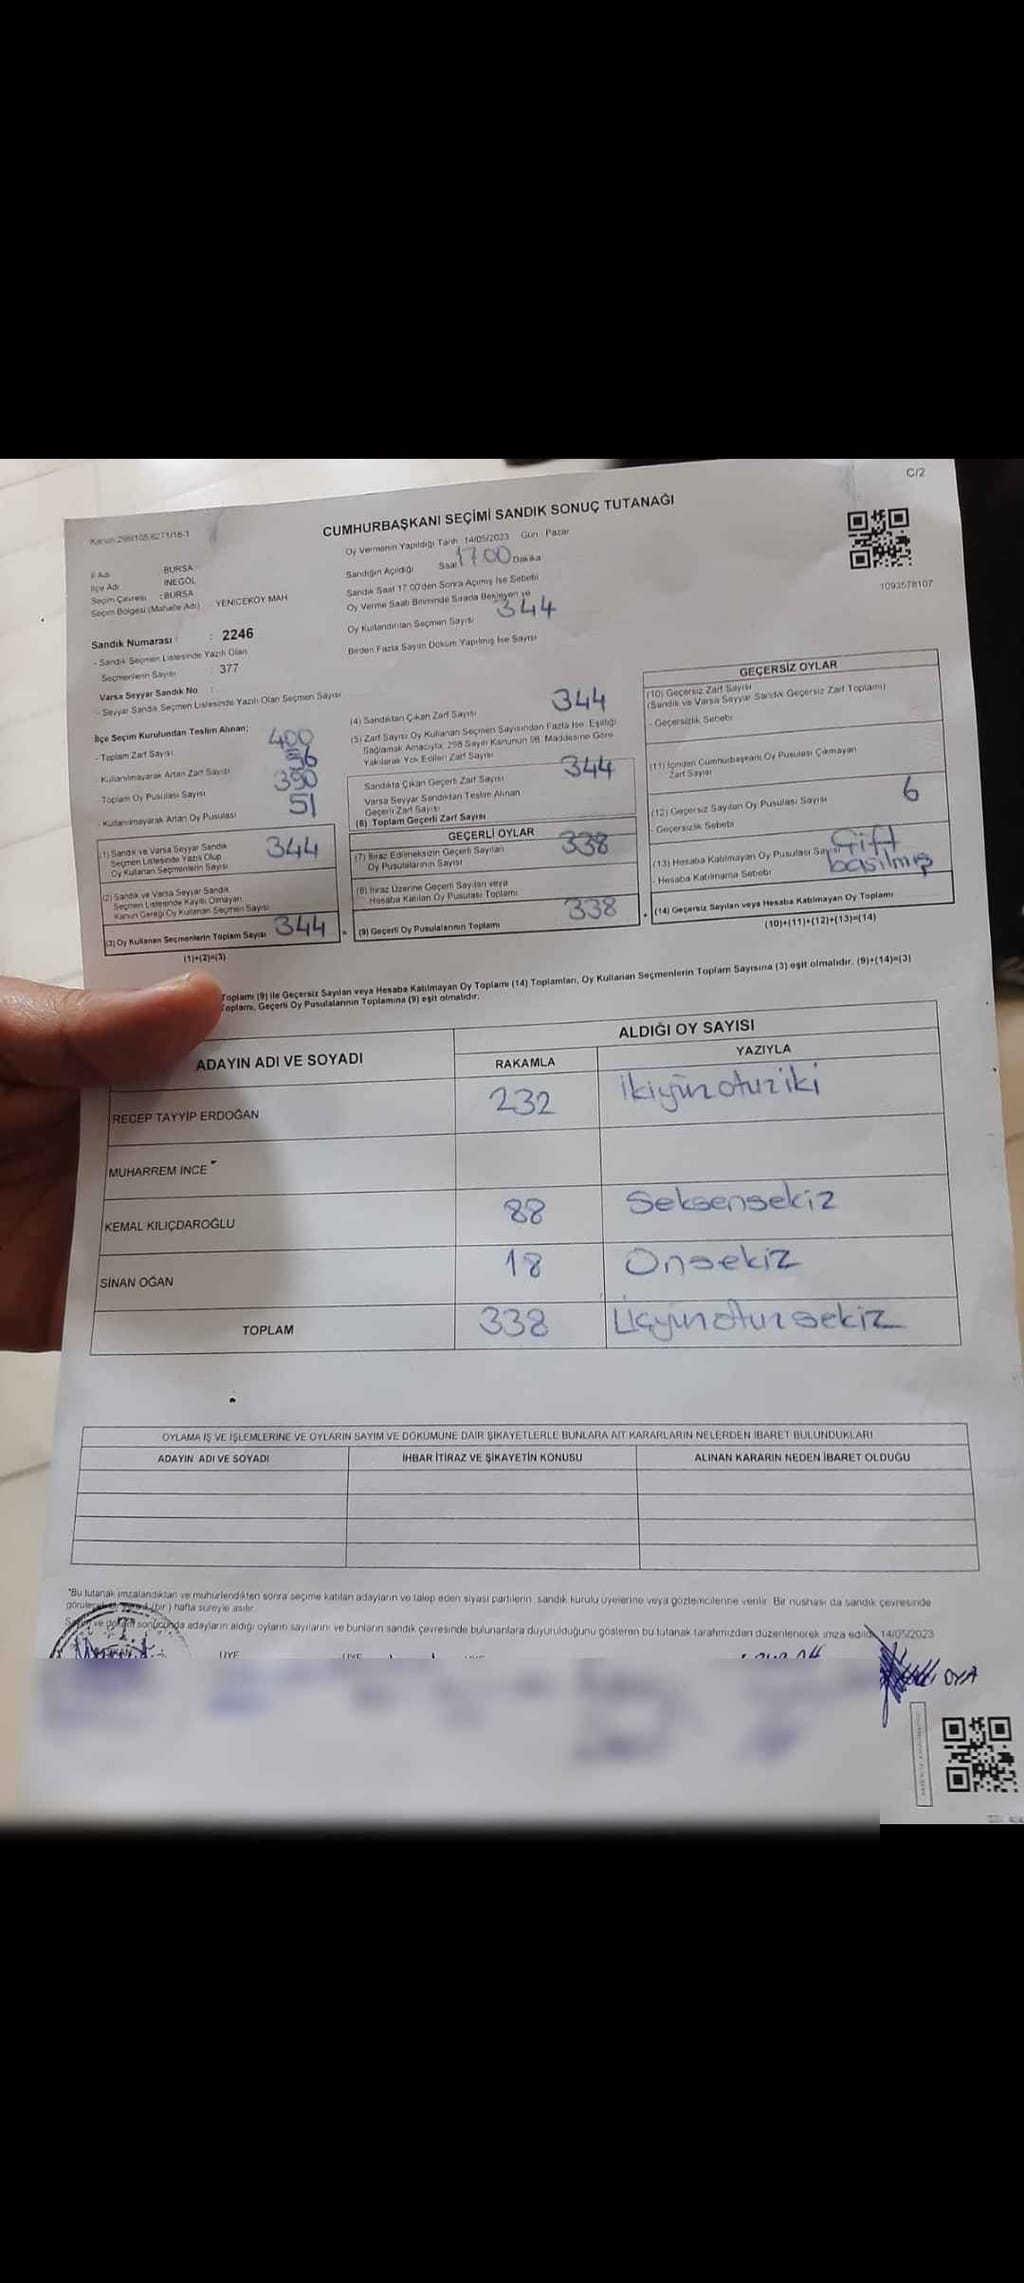 C/2
CUMHURBAŞKANI SEÇİMİ SANDIK SONUÇ TUTANAĞI
1093578107
İl Adı BURSA
İlçe Adı İNEGÖL
Seçim Çevresi : BURSA
Seçim Bölgesi (Mahalle Adı) YENİCEKÖY MAH
Sandık Numarası : 2246
- Sandık Seçmen Listesinde Yazılı Olan
Seçmenlerin Sayısı : 377
Varsa Seyyar Sandık No :
- Seyyar Sandık Seçmen Listesinde Yazılı Olan Seçmen Sayısı
İlçe Seçim Kurulundan Teslim Alınan;
- Toplam Zarf Sayısı 400
- Kullanılmayarak Artan Zarf Sayısı 56
- Toplam Oy Pusulası Sayısı 390
- Kullanılmayarak Artan Oy Pusulası 51
(1) Sandık ve Varsa Seyyar Sandık
Seçmen Listesinde Yazılı Olup
Oy Kullanan Seçmenlerin Sayısı 344
(2) Sandık ve Varsa Seyyar Sandık
Seçmen Listesinde Kayıtlı Olmayan
Kanun Gereği Oy Kullanan Seçmen Sayısı
(3) Oy Kullanan Seçmenlerin Toplam Sayısı 344
(1)+(2)=(3)
Oy Vermenin Yapıldığı Tarih 14/05/2023 Gün : Pazar
Sandığın Açıldığı Saat 17.00 Dakika
Sandık Saat 17.00'den Sonra Açılmış İse Sebebi
Oy Verme Saati Bitiminde Sırada Bekleyen ve
Oy Kullandırılan Seçmen Sayısı 344
Birden Fazla Sayım Döküm Yapılmış İse Sayısı
(4) Sandıktan Çıkan Zarf Sayısı 344
(5) Zarf Sayısı Oy Kullanan Seçmen Sayısından Fazla İse, Eşitliği
Sağlamak Amacıyla; 298 Sayılı Kanunun 98. Maddesine Göre
Yakılarak Yok Edilen Zarf Sayısı
Sandıkta Çıkan Geçerli Zarf Sayısı 344
Varsa Seyyar Sandıktan Teslim Alınan
Geçerli Zarf Sayısı
(6) Toplam Geçerli Zarf Sayısı
GEÇERLİ OYLAR
(7) İtiraz Edilmeksizin Geçerli Sayılan
Oy Pusulalarının Sayısı 338
(8) İtiraz Üzerine Geçerli Sayılan veya
Hesaba Katılan Oy Pusulası Toplamı
(9) Geçerli Oy Pusulalarının Toplamı 338
GEÇERSİZ OYLAR
(10) Geçersiz Zarf Sayısı
(Sandık ve Varsa Seyyar Sandık Geçersiz Zarf Toplamı)
- Geçersizlik Sebebi
(11) İçinden Cumhurbaşkanı Oy Pusulası Çıkmayan
Zarf Sayısı
(12) Geçersiz Sayılan Oy Pusulası Sayısı 6
- Geçersizlik Sebebi
(13) Hesaba Katılmayan Oy Pusulası Sayısı Çift
- Hesaba Katılmama Sebebi basılmış
(14) Geçersiz Sayılan veya Hesaba Katılmayan Oy Toplamı
(10)+(11)+(12)+(13)=(14)
Toplamı (9) ile Geçersiz Sayılan veya Hesaba Katılmayan Oy Toplamı (14) Toplamları, Oy Kullanan Seçmenlerin Toplam Sayısına (3) eşit olmalıdır. (9)+(14)=(3)
Toplamı, Geçerli Oy Pusulalarının Toplamına (9) eşit olmalıdır.
ADAYIN ADI VE SOYADI ALDIĞI OY SAYISI
RAKAMLA YAZIYLA
RECEP TAYYİP ERDOĞAN 232 ikiyüzotuziki
MUHARREM İNCE
KEMAL KILIÇDAROĞLU 88 Seksensekiz
SİNAN OĞAN 18 Onsekiz
TOPLAM 338 Üçyüzotuzsekiz
OYLAMA İŞ VE İŞLEMLERİNE VE OYLARIN SAYIM VE DÖKÜMÜNE DAİR ŞİKAYETLERLE BUNLARA AİT KARARLARIN NELERDEN İBARET BULUNDUKLARI
ADAYIN ADI VE SOYADI İHBAR İTİRAZ VE ŞİKAYETİN KONUSU ALINAN KARARIN NEDEN İBARET OLDUĞU
*Bu tutanak imzalandıktan ve mühürlendikten sonra seçime katılan adayların ve talep eden siyasi partilerin sandık kurulu üyelerine veya gözlemcilerine verilir. Bir nüshası da sandık çevresinde
(bir) hafta süreyle asılır.
ve döküm sonucunda adayların aldığı oyların sayılarını ve bunların sandık çevresinde bulunanlara duyurulduğunu gösteren bu tutanak tarafımızdan düzenlenerek imza edildi. 14/05/2023
ÜYE
OYA